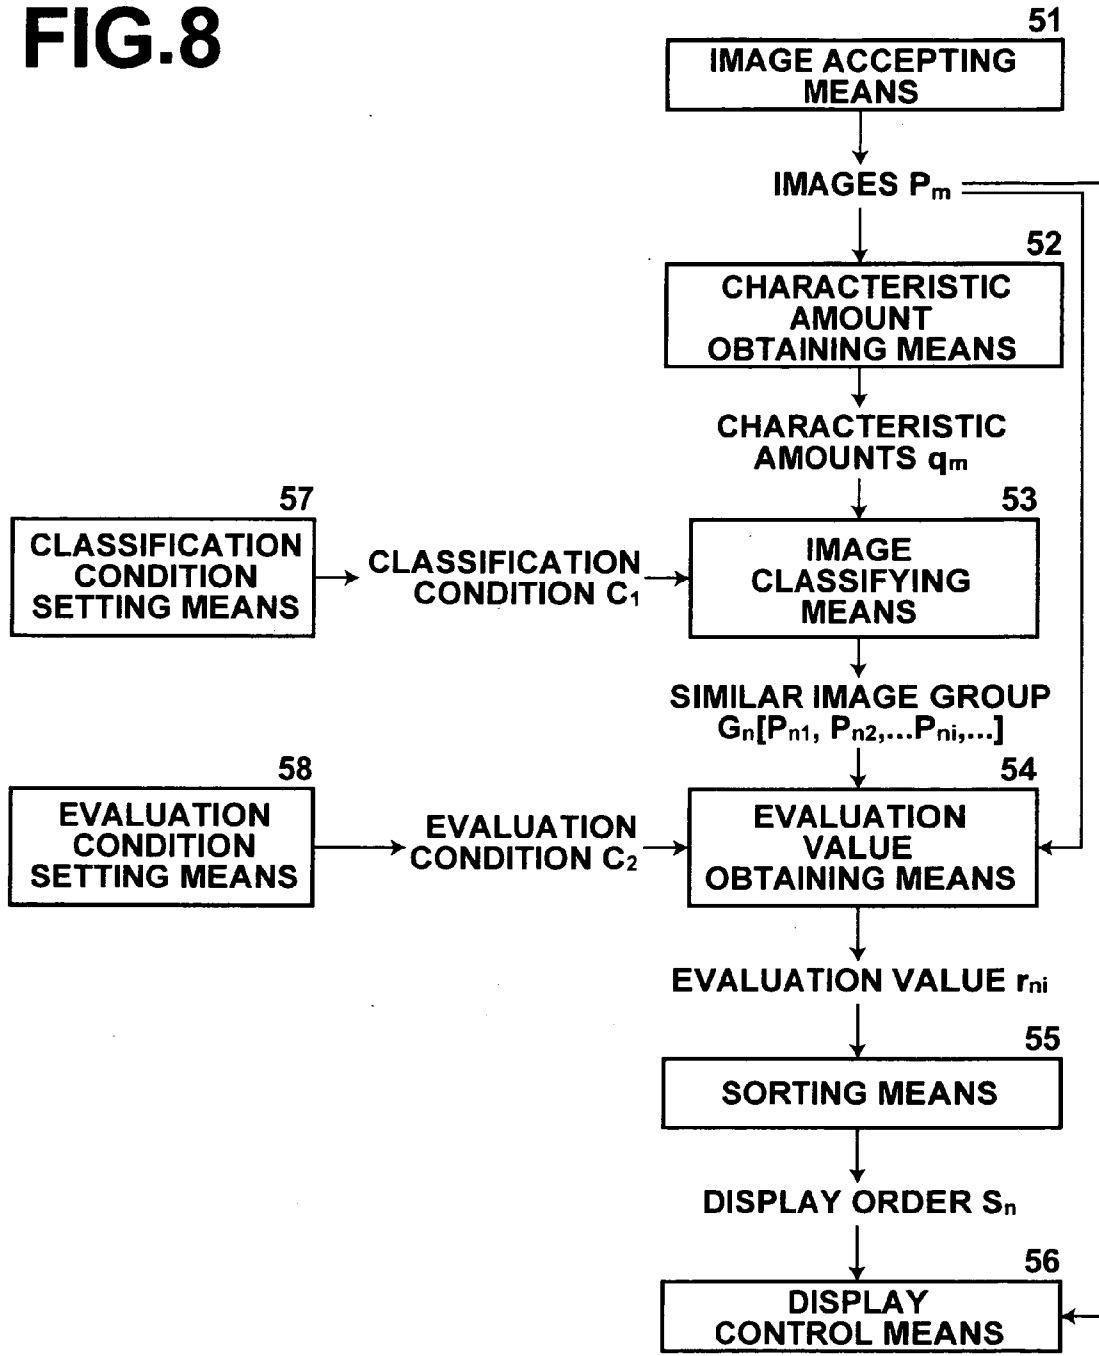 FIG.8
51
IMAGE ACCEPTING
MEANS
IMAGES Pm
52
CHARACTERISTIC
AMOUNT
OBTAINING MEANS
CHARACTERISTIC
AMOUNTS qm
57
CLASSIFICATION
CONDITION
SETTING MEANS
CLASSIFICATION
CONDITION C1
53
IMAGE
CLASSIFYING
MEANS
SIMILAR IMAGE GROUP
Gn[Pn1, Pn2,...Pni,...]
58
EVALUATION
CONDITION
SETTING MEANS
EVALUATION
CONDITION C2
54
EVALUATION
VALUE
OBTAINING MEANS
EVALUATION VALUE rni
55
SORTING MEANS
DISPLAY ORDER Sn
56
DISPLAY
CONTROL MEANS